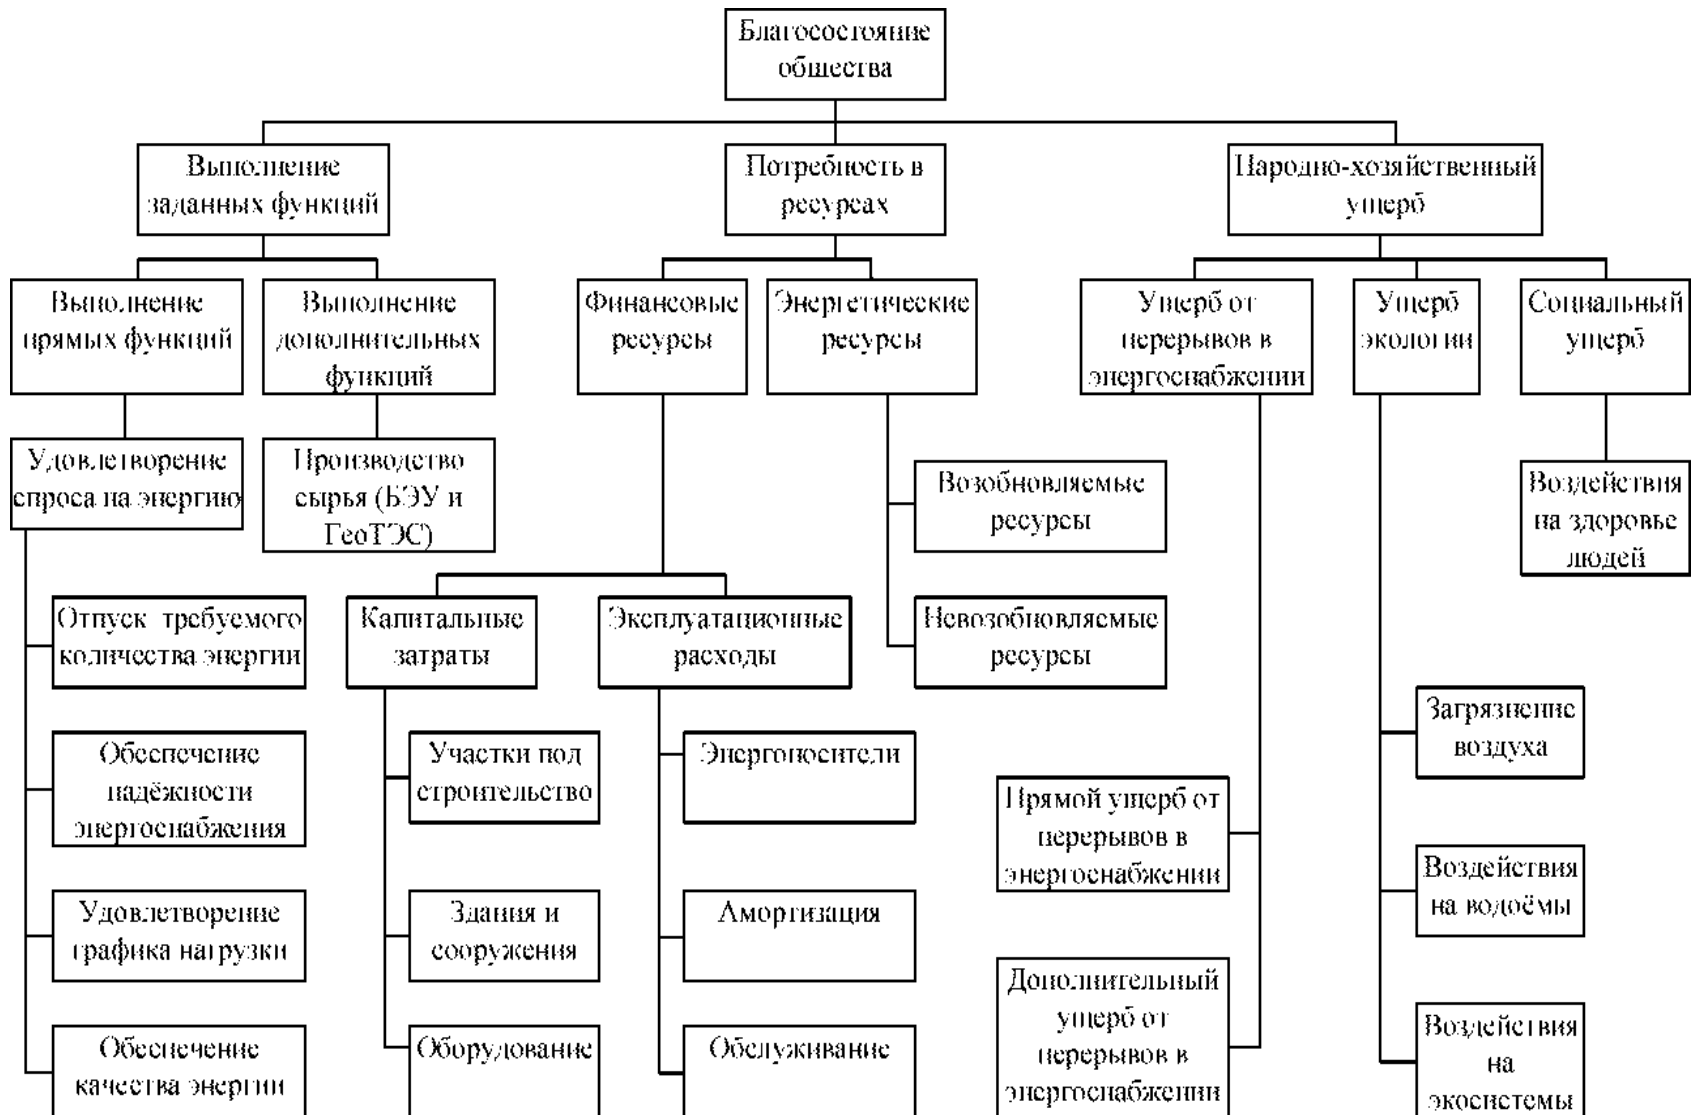 Благосостояние
общества
Выполнение
заданных функций
Потребность в
ресурсах
Народно-хозяйственный
ущерб
Выполнение
прямых функций
Выполнение
дополнительных
функций
Финансовые
ресурсы
Энергетические
ресурсы
Ущерб от
перерывов в
энергоснабжении
Ущерб
экологии
Социальный
ущерб
Удовлетворение
спроса на энергию
Производство
сырья (БЭУ и
ГеоТЭС)
Возобновляемые
ресурсы
Воздействия
на здоровье
людей
Отпуск требуемого
количества энергии
Капитальные
затраты
Эксплуатационные
расходы
Невозобновляемые
ресурсы
Загрязнение
воздуха
Обеспечение
надёжности
энергоснабжения
Участки под
строительство
Энергоносители
Прямой ущерб от
перерывов в
энергоснабжении
Воздействия
на водоёмы
Удовлетворение
графика нагрузки
Здания и
сооружения
Амортизация
Дополнительный
ущерб от
перерывов в
энергоснабжении
Воздействия
на
экосистемы
Обеспечение
качества энергии
Оборудование
Обслуживание